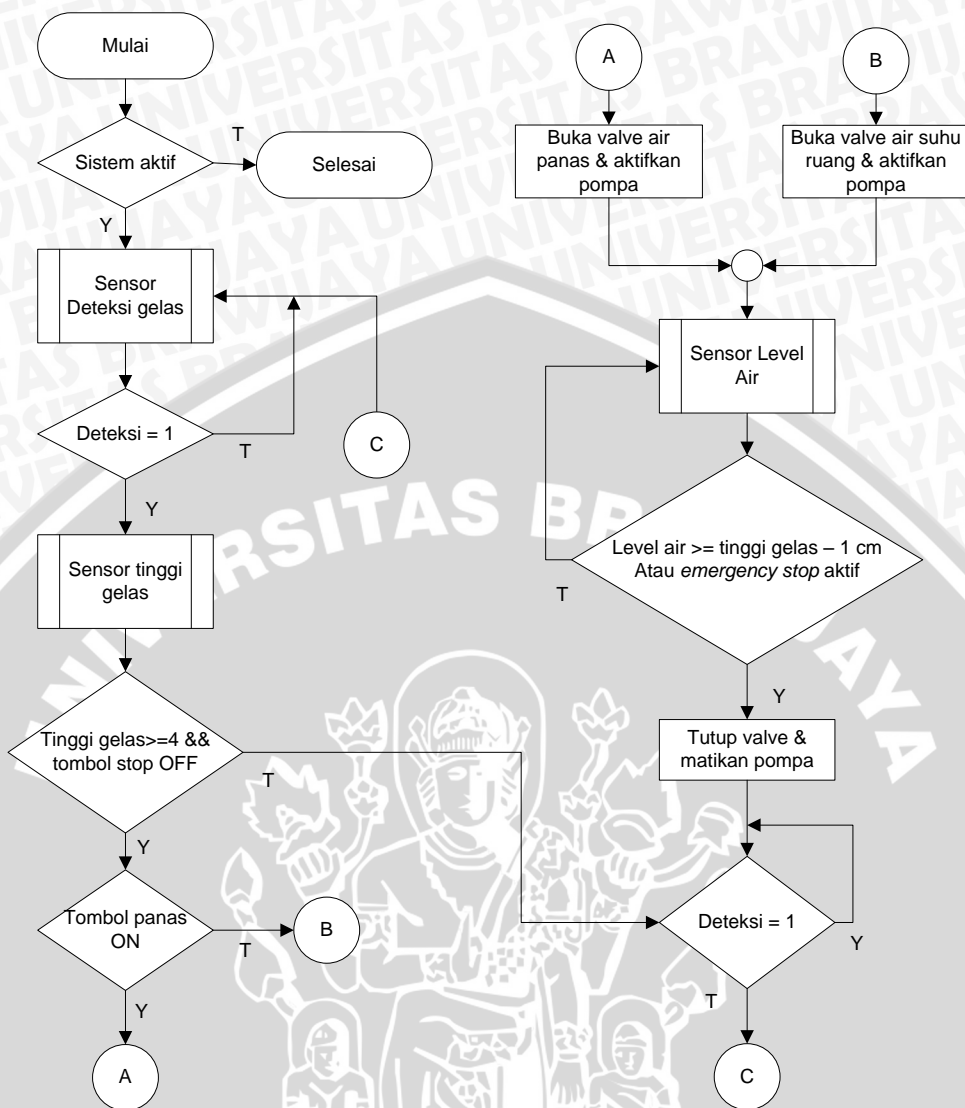 Mulai
Sistem aktif
T
Selesai
Y
Sensor
Deteksi gelas
Deteksi = 1
T
C
Y
Sensor tinggi
gelas
Tinggi gelas>=4 &&
tombol stop OFF
T
Y
Tombol panas
ON
T
B
Y
A
A
Buka valve air
panas & aktifkan
pompa
B
Buka valve air suhu
ruang & aktifkan
pompa
Sensor Level
Air
Level air >= tinggi gelas – 1 cm
Atau emergency stop aktif
T
Y
Tutup valve &
matikan pompa
Deteksi = 1
Y
T
C
UNIVERSITAS BRAWIJAYA